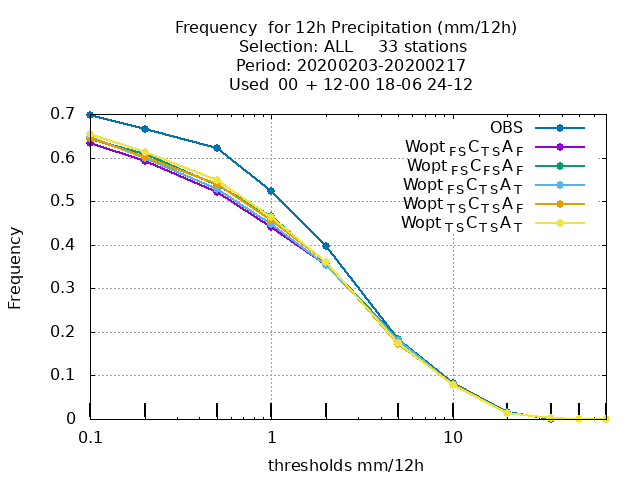 Frequency  for 12h Precipitation (mm/12h)
Selection: ALL     33 stations
Period: 20200203-20200217
Used  00 + 12-00 18-06 24-12
0.7
0.6
0.5
0.4
0.3
0.2
0.1
0
0.1
1
10
Frequency
thresholds mm/12h
OBS
Wopt FS C TS A F
Wopt FS C FS A F
Wopt FS C TS A T
Wopt TS C TS A F
Wopt TS C TS A T